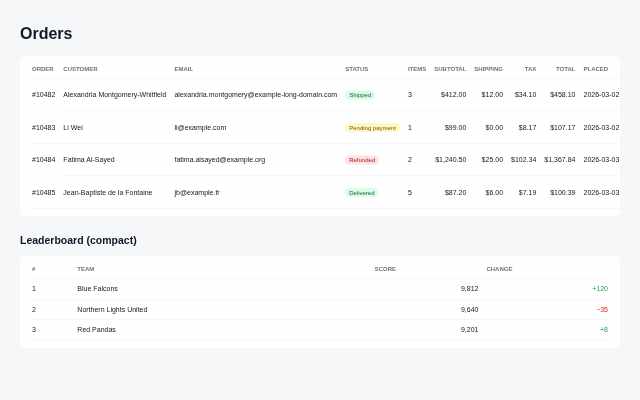 Orders
ORDER CUSTOMER EMAIL STATUS ITEMS SUBTOTAL SHIPPING TAX TOTAL PLACED
#10482 Alexandria Montgomery-Whitfield alexandria.montgomery@example-long-domain.com Shipped 3 $412.00 $12.00 $34.10 $458.10 2026-03-02
#10483 Li Wei li@example.com Pending payment 1 $99.00 $0.00 $8.17 $107.17 2026-03-02
#10484 Fatima Al-Sayed fatima.alsayed@example.org Refunded 2 $1,240.50 $25.00 $102.34 $1,367.84 2026-03-03
#10485 Jean-Baptiste de la Fontaine jb@example.fr Delivered 5 $87.20 $6.00 $7.19 $100.39 2026-03-03
Leaderboard (compact)
# TEAM SCORE CHANGE
1 Blue Falcons 9,812 +120
2 Northern Lights United 9,640 −35
3 Red Pandas 9,201 +8